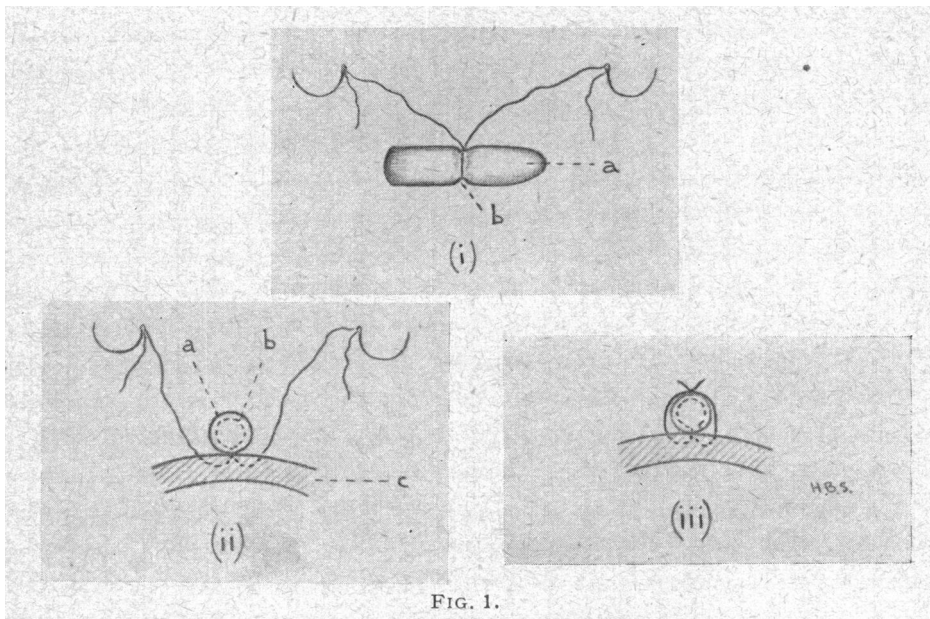 a
b
(i)
a
b
c
(ii)
H.B.S.
(iii)
FIG. 1.